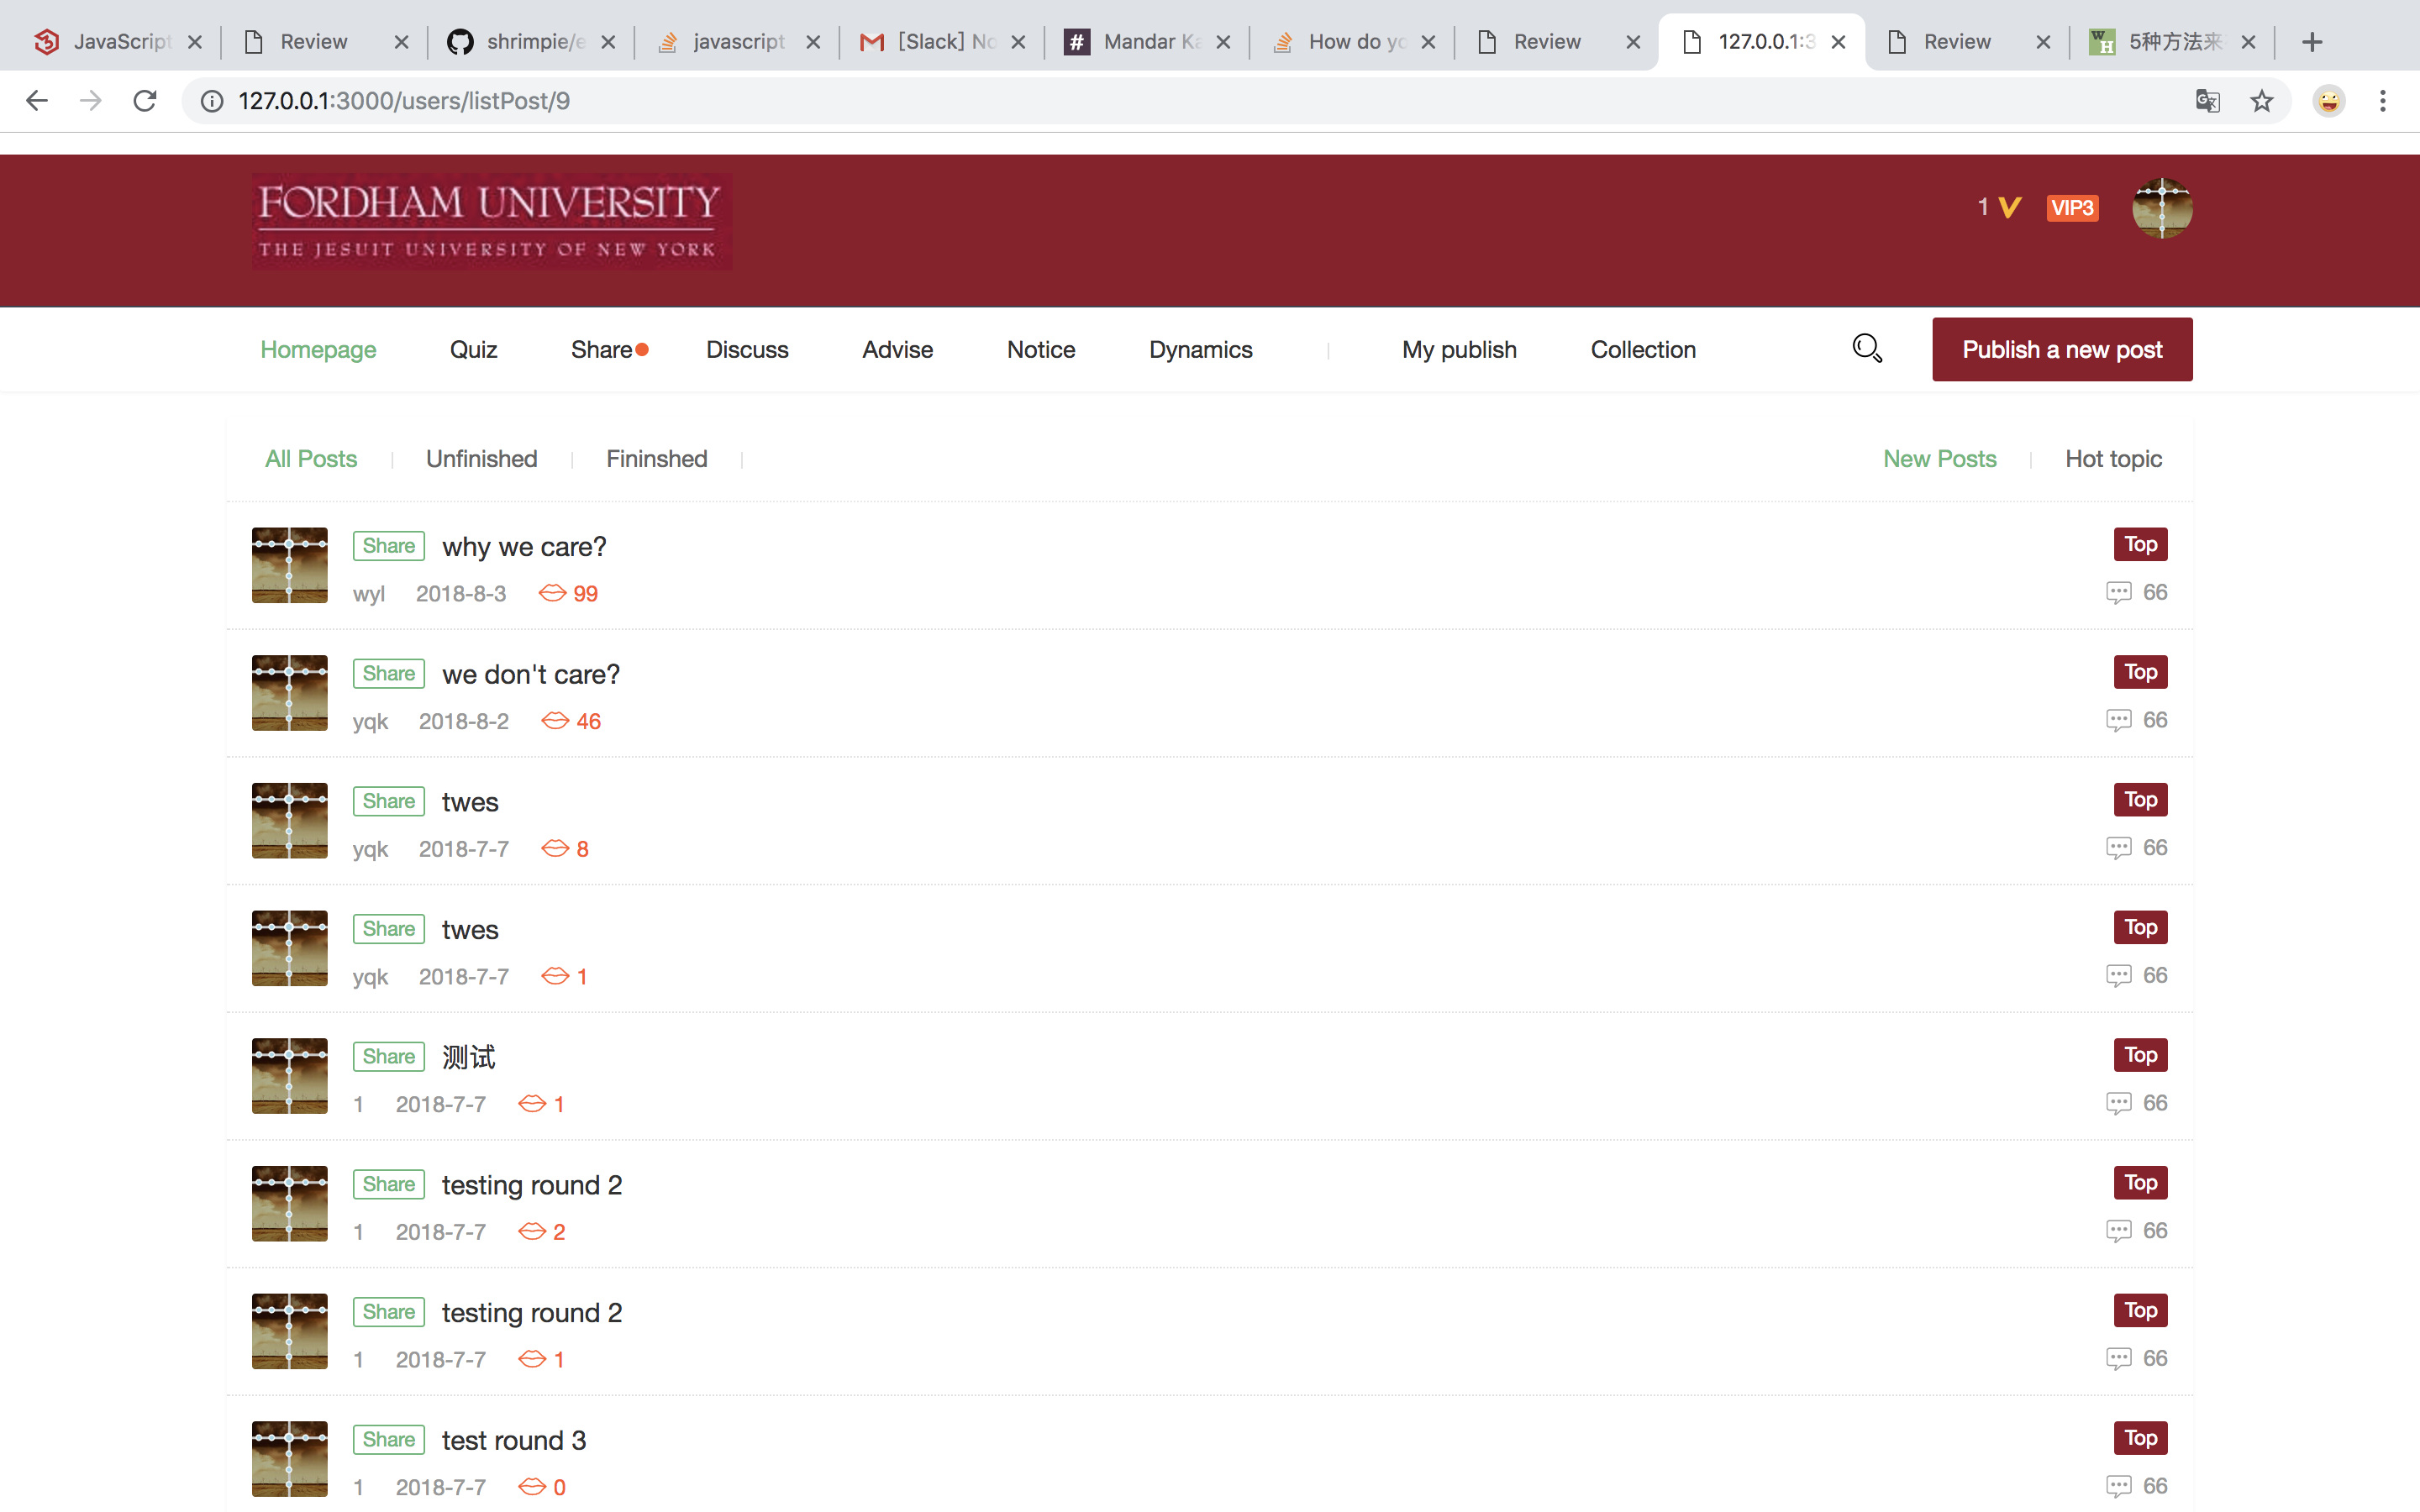 JavaScript
Review
shrimpie/e
javascript
[Slack] No
# Mandar Ka
How do yo
Review
127.0.0.1:3
Review
WH 5种方法来
127.0.0.1:3000/users/listPost/9
FORDHAM UNIVERSITY
THE JESUIT UNIVERSITY OF NEW YORK
1 V VIP3
Homepage Quiz Share Discuss Advise Notice Dynamics My publish Collection Publish a new post
All Posts Unfinished Fininshed New Posts Hot topic
Share why we care? Top
wyl 2018-8-3 99 66
Share we don't care? Top
yqk 2018-8-2 46 66
Share twes Top
yqk 2018-7-7 8 66
Share twes Top
yqk 2018-7-7 1 66
Share 测试 Top
1 2018-7-7 1 66
Share testing round 2 Top
1 2018-7-7 2 66
Share testing round 2 Top
1 2018-7-7 1 66
Share test round 3 Top
1 2018-7-7 0 66